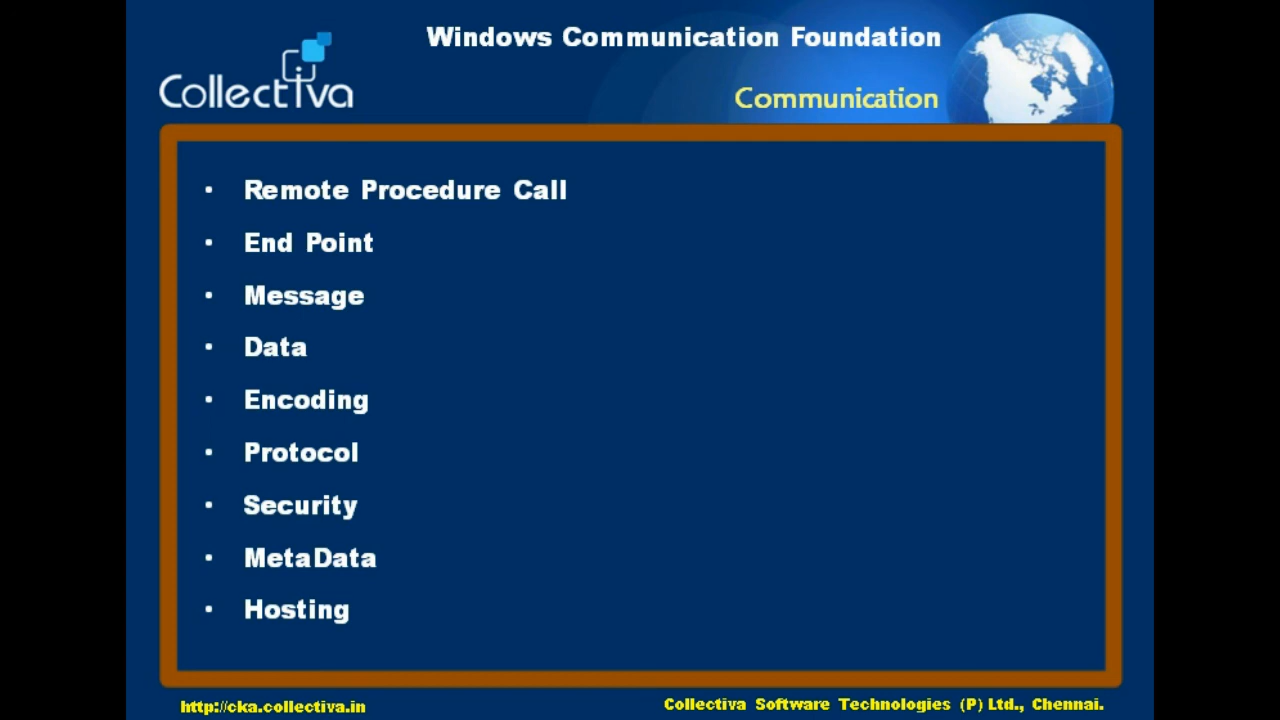 Windows Communication Foundation
Collectiva
Communication
• Remote Procedure Call
• End Point
• Message
• Data
• Encoding
• Protocol
• Security
• MetaData
• Hosting
http://cka.collectiva.in
Collectiva Software Technologies (P) Ltd., Chennai.